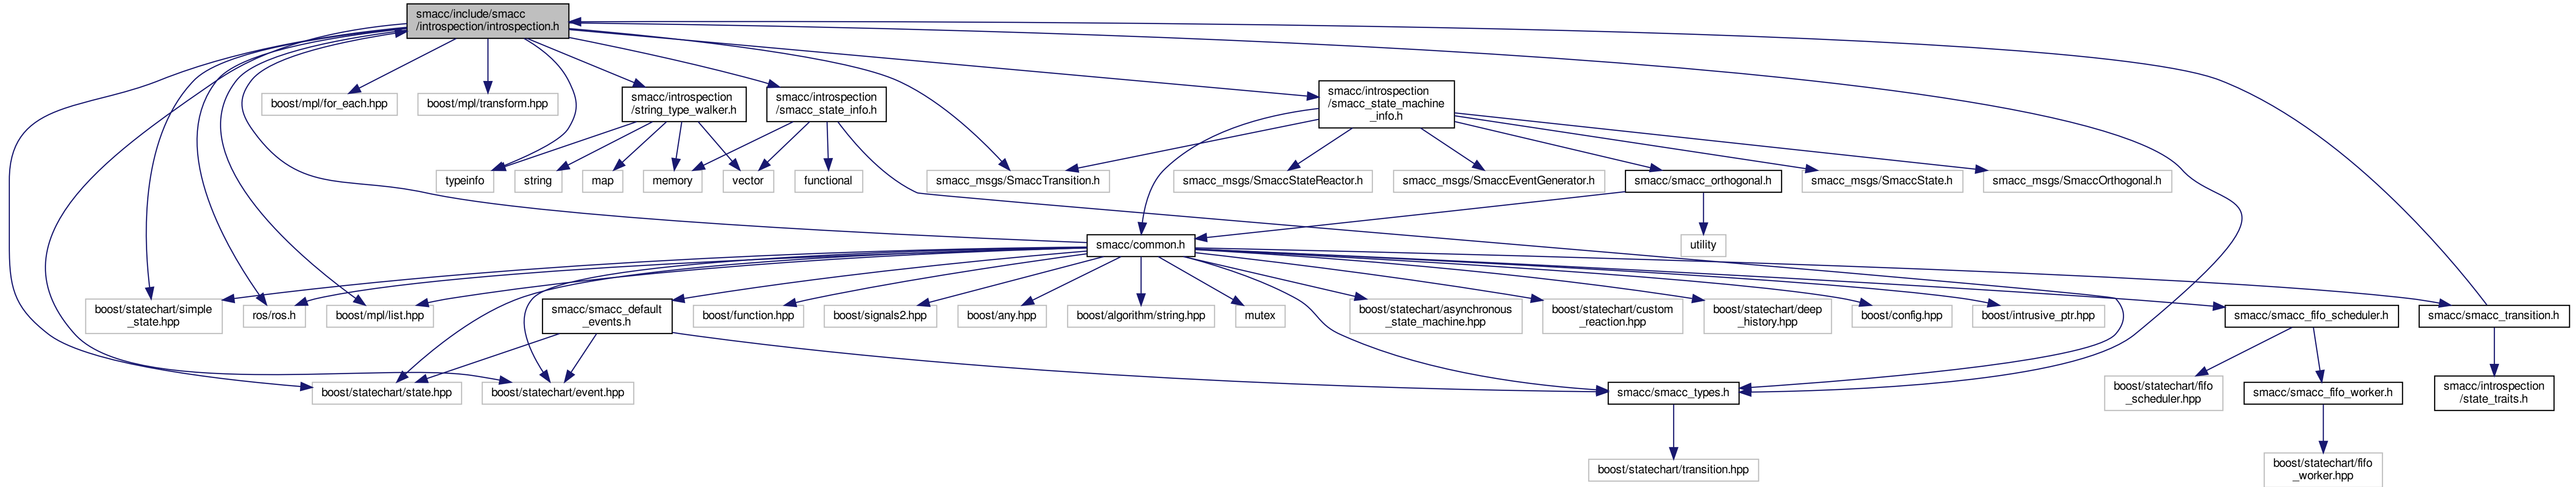 smacc/include/smacc
/introspection/introspection.h
boost/mpl/for_each.hpp
boost/mpl/transform.hpp
smacc/introspection
/string_type_walker.h
smacc/introspection
/smacc_state_info.h
smacc/introspection
/smacc_state_machine
_info.h
typeinfo
string
map
memory
vector
functional
smacc_msgs/SmaccTransition.h
smacc_msgs/SmaccStateReactor.h
smacc_msgs/SmaccEventGenerator.h
smacc/smacc_orthogonal.h
smacc_msgs/SmaccState.h
smacc_msgs/SmaccOrthogonal.h
smacc/common.h
utility
boost/statechart/simple
_state.hpp
ros/ros.h
boost/mpl/list.hpp
smacc/smacc_default
_events.h
boost/function.hpp
boost/signals2.hpp
boost/any.hpp
boost/algorithm/string.hpp
mutex
boost/statechart/asynchronous
_state_machine.hpp
boost/statechart/custom
_reaction.hpp
boost/statechart/deep
_history.hpp
boost/config.hpp
boost/intrusive_ptr.hpp
smacc/smacc_fifo_scheduler.h
smacc/smacc_transition.h
boost/statechart/state.hpp
boost/statechart/event.hpp
smacc/smacc_types.h
boost/statechart/fifo
_scheduler.hpp
smacc/smacc_fifo_worker.h
smacc/introspection
/state_traits.h
boost/statechart/transition.hpp
boost/statechart/fifo
_worker.hpp